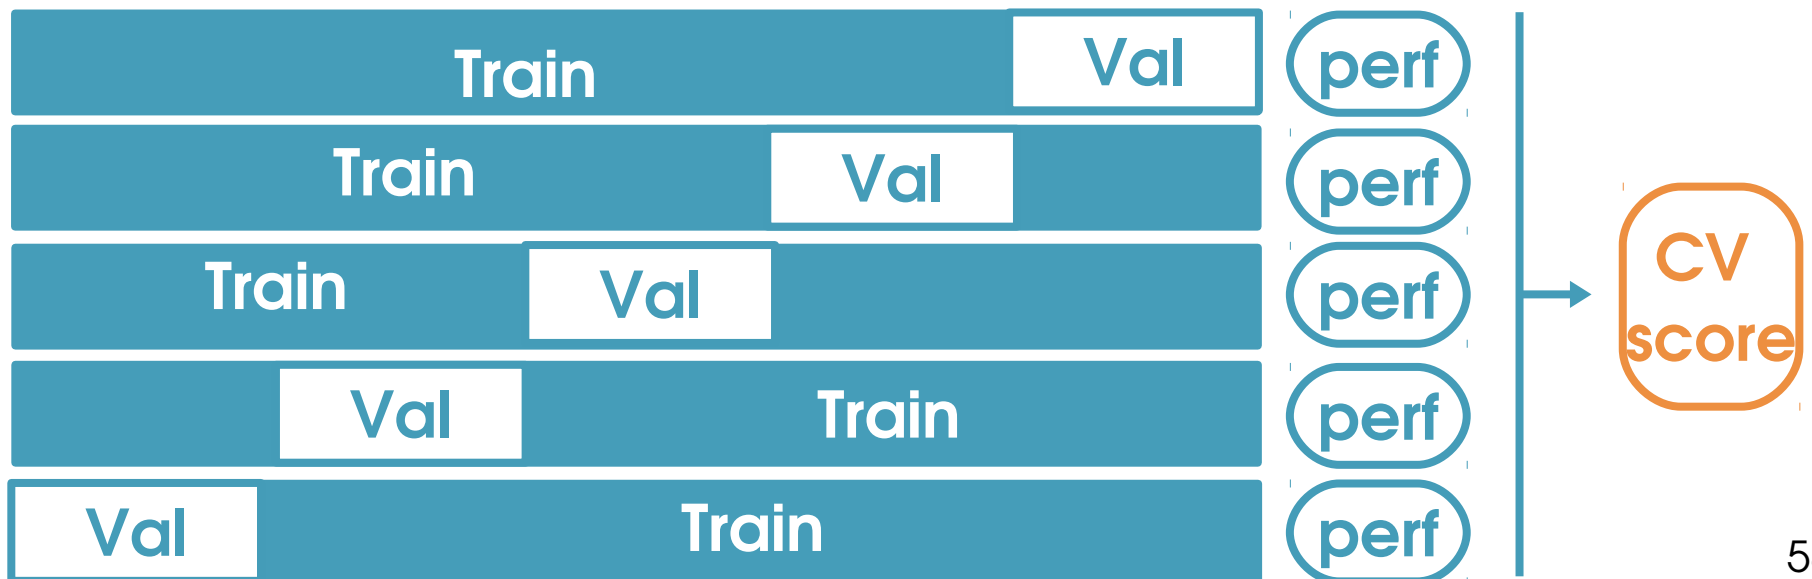 Train Val perf
Train Val perf
Train Val perf
Val Train perf
Val Train perf
CV
score
5